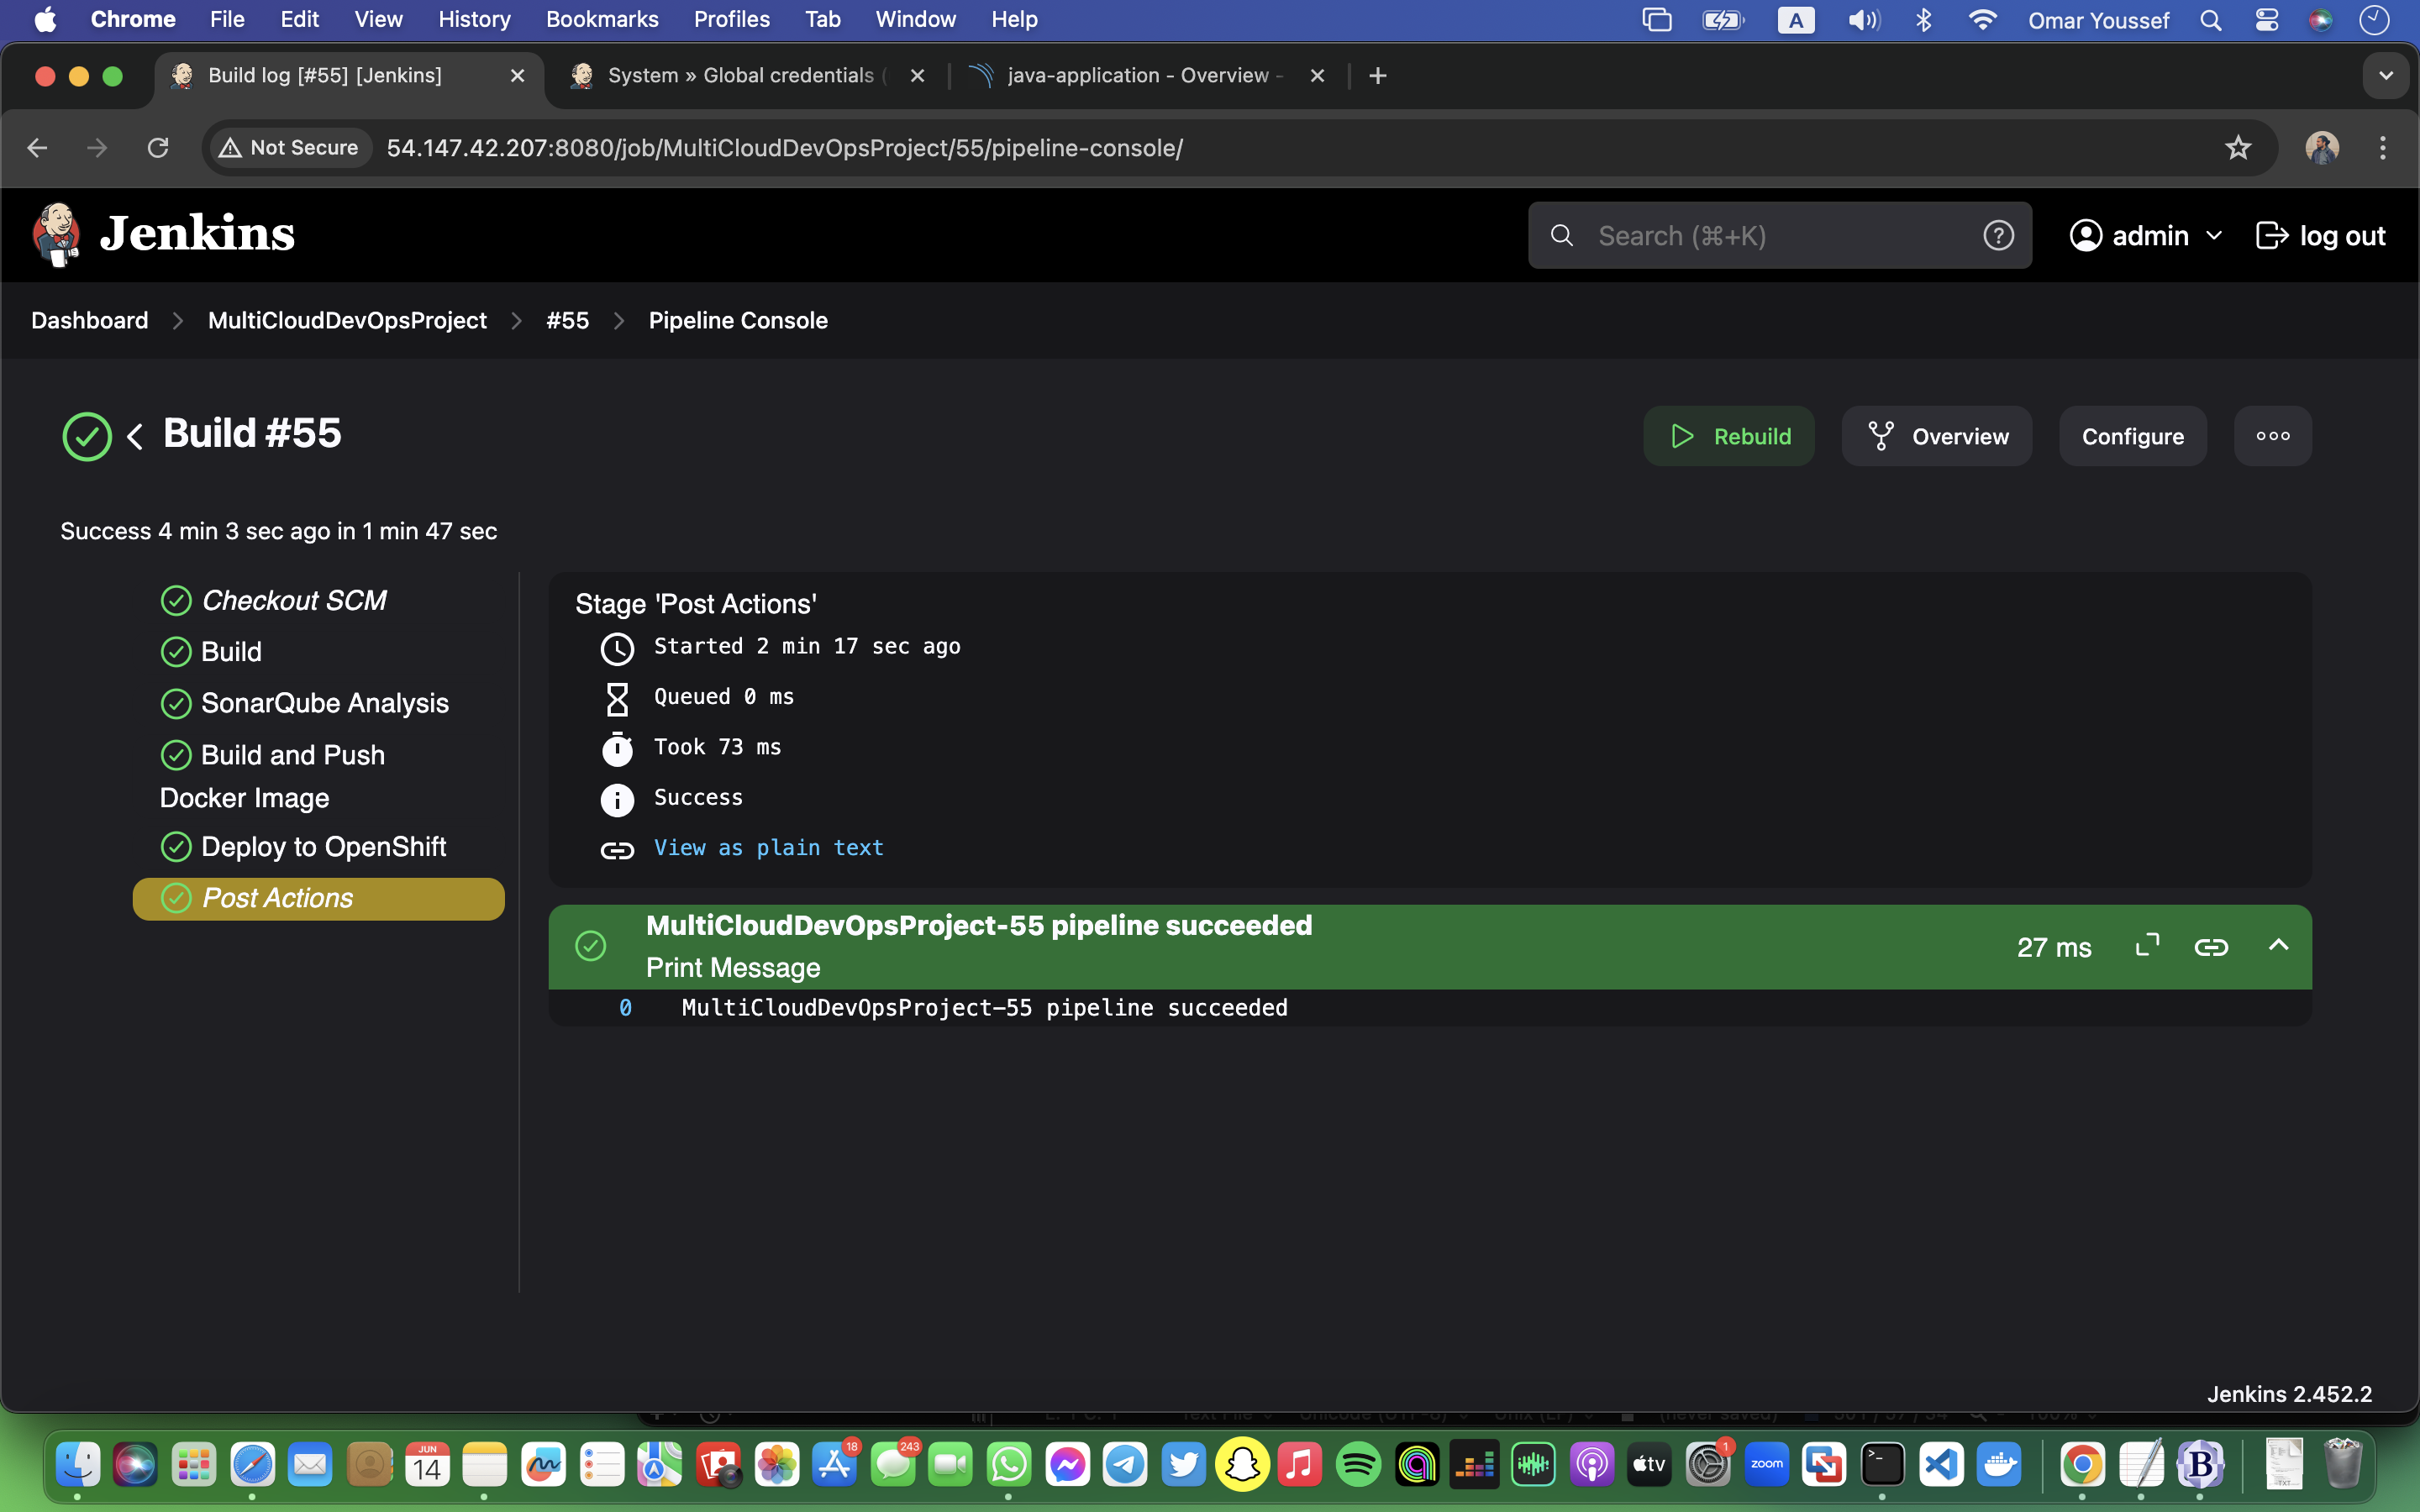 Chrome File Edit View History Bookmarks Profiles Tab Window Help A Omar Youssef
Build log [#55] [Jenkins] System » Global credentials ( java-application - Overview -
Not Secure 54.147.42.207:8080/job/MultiCloudDevOpsProject/55/pipeline-console/
Jenkins Search (⌘+K) admin log out
Dashboard MultiCloudDevOpsProject #55 Pipeline Console
Build #55 Rebuild Overview Configure
Success 4 min 3 sec ago in 1 min 47 sec
Checkout SCM
Build
SonarQube Analysis
Build and Push
Docker Image
Deploy to OpenShift
Post Actions
Stage 'Post Actions'
Started 2 min 17 sec ago
Queued 0 ms
Took 73 ms
Success
View as plain text
MultiCloudDevOpsProject-55 pipeline succeeded
Print Message
27 ms
0 MultiCloudDevOpsProject-55 pipeline succeeded
Jenkins 2.452.2
JUN
14
18
243
tv
1
zoom
B
TXT